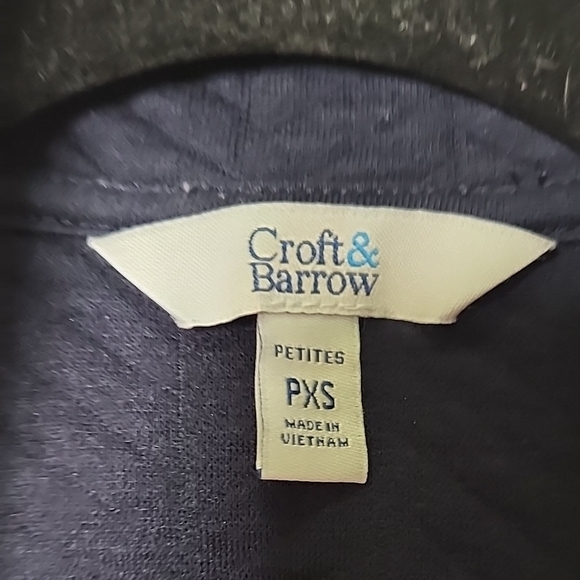 Croft&
Barrow
PETITES
PXS
MADE IN
VIETNAM